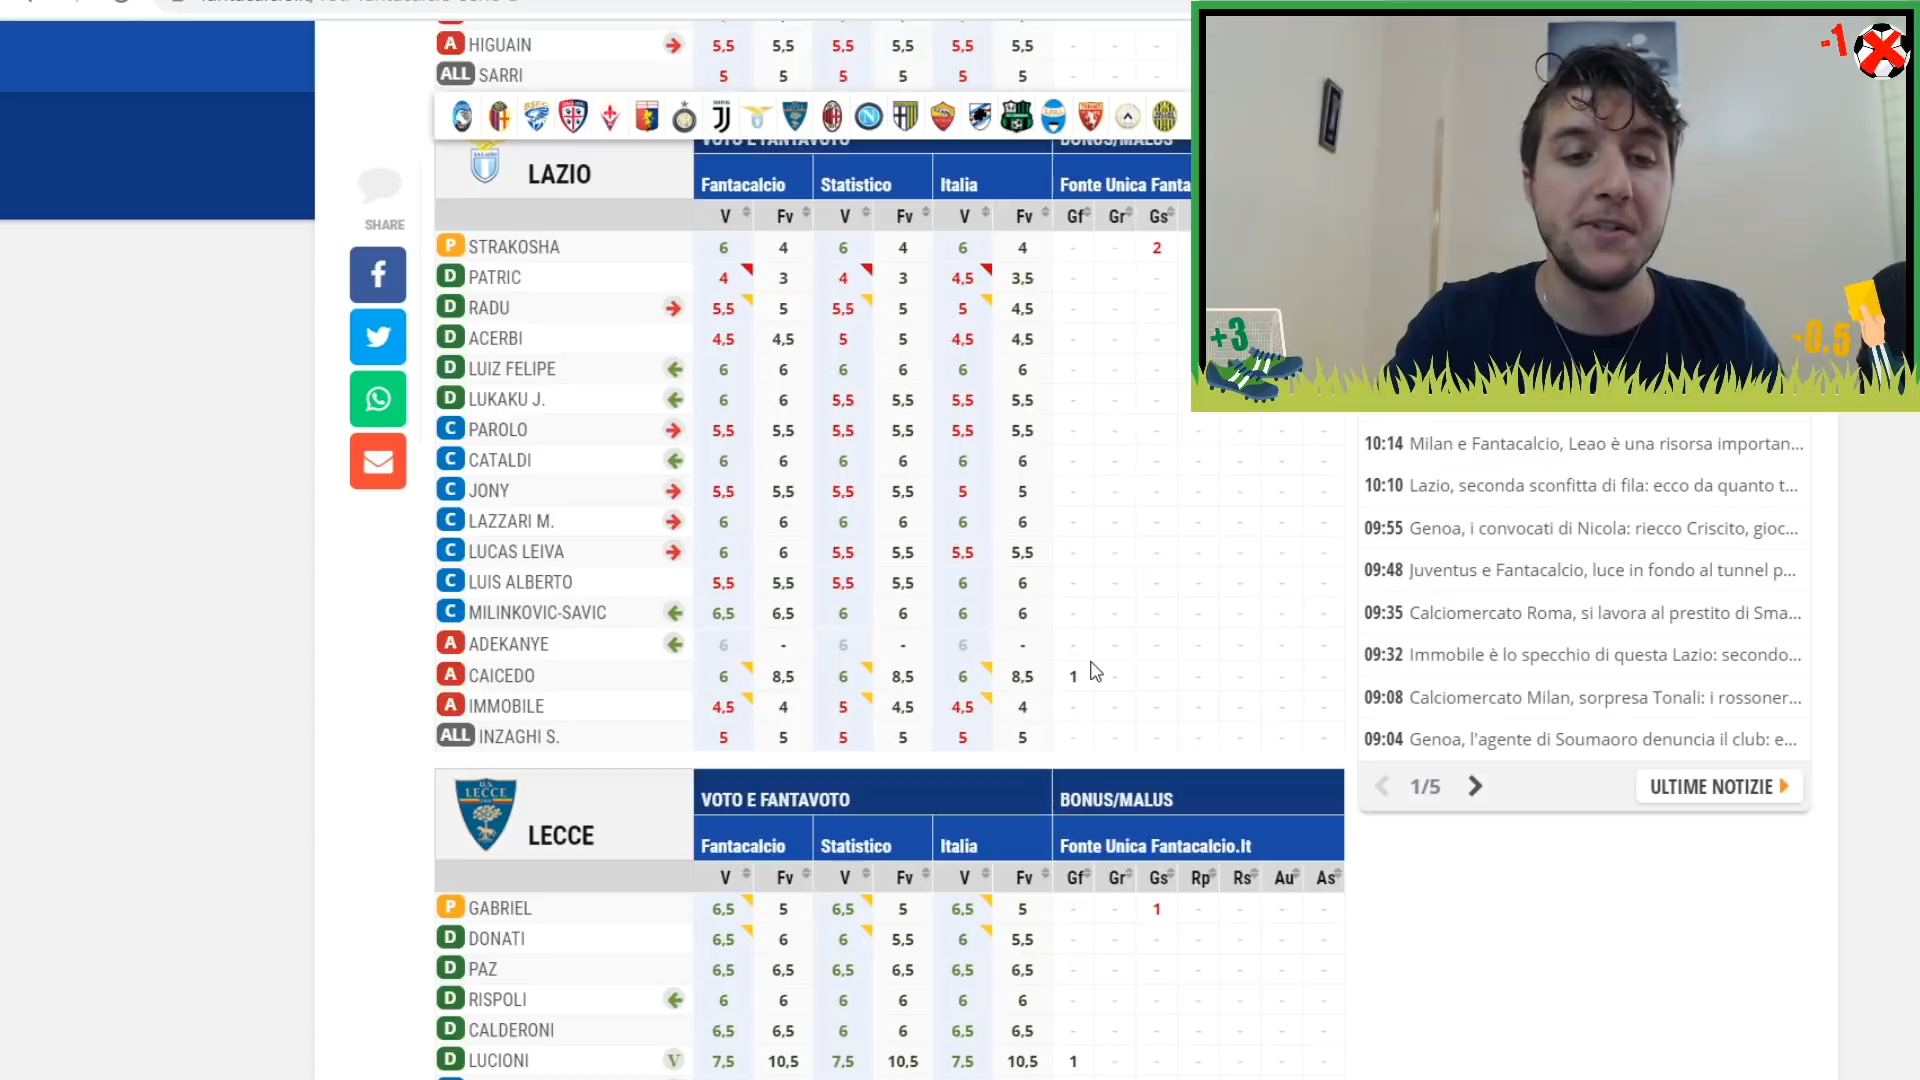 A HIGUAIN 5,5 5,5 5,5 5,5 5,5 5,5 - - -
ALL SARRI 5 5 5 5 5 5 - - -
VOTO E FANTAVOTO BONUS/MALUS
LAZIO
Fantacalcio Statistico Italia Fonte Unica Fanta
V Fv V Fv V Fv Gf Gr Gs
P STRAKOSHA 6 4 6 4 6 4 - - 2
D PATRIC 4 3 4 3 4,5 3,5 - - -
D RADU 5,5 5 5,5 5 5 4,5 - - -
D ACERBI 4,5 4,5 5 5 4,5 4,5 - - -
D LUIZ FELIPE 6 6 6 6 6 6 - - -
D LUKAKU J. 6 6 5,5 5,5 5,5 5,5 - - -
C PAROLO 5,5 5,5 5,5 5,5 5,5 5,5 - - - - - - -
C CATALDI 6 6 6 6 6 6 - - - - - - -
C JONY 5,5 5,5 5,5 5,5 5 5 - - - - - - -
C LAZZARI M. 6 6 6 6 6 6 - - - - - - -
C LUCAS LEIVA 6 6 5,5 5,5 5,5 5,5 - - - - - - -
C LUIS ALBERTO 5,5 5,5 5,5 5,5 6 6 - - - - - - -
C MILINKOVIC-SAVIC 6,5 6,5 6 6 6 6 - - - - - - -
A ADEKANYE 6 - 6 - 6 - - - - - - - -
A CAICEDO 6 8,5 6 8,5 6 8,5 1 - - - - - -
A IMMOBILE 4,5 4 5 4,5 4,5 4 - - - - - - -
ALL INZAGHI S. 5 5 5 5 5 5 - - - - - - -
LECCE
VOTO E FANTAVOTO BONUS/MALUS
Fantacalcio Statistico Italia Fonte Unica Fantacalcio.It
V Fv V Fv V Fv Gf Gr Gs Rp Rs Au As
P GABRIEL 6,5 5 6,5 5 6,5 5 - - 1 - - - -
D DONATI 6,5 6 6 5,5 6 5,5 - - - - - - -
D PAZ 6,5 6,5 6,5 6,5 6,5 6,5 - - - - - - -
D RISPOLI 6 6 6 6 6 6 - - - - - - -
D CALDERONI 6,5 6,5 6 6 6,5 6,5 - - - - - - -
D LUCIONI V 7,5 10,5 7,5 10,5 7,5 10,5 1 - - - - - -
SHARE
-1
+3
-0.5
10:14 Milan e Fantacalcio, Leao è una risorsa importan...
10:10 Lazio, seconda sconfitta di fila: ecco da quanto t...
09:55 Genoa, i convocati di Nicola: riecco Criscito, gioc...
09:48 Juventus e Fantacalcio, luce in fondo al tunnel p...
09:35 Calciomercato Roma, si lavora al prestito di Sma...
09:32 Immobile è lo specchio di questa Lazio: secondo...
09:08 Calciomercato Milan, sorpresa Tonali: i rossoner...
09:04 Genoa, l'agente di Soumaoro denuncia il club: e...
1/5 ULTIME NOTIZIE